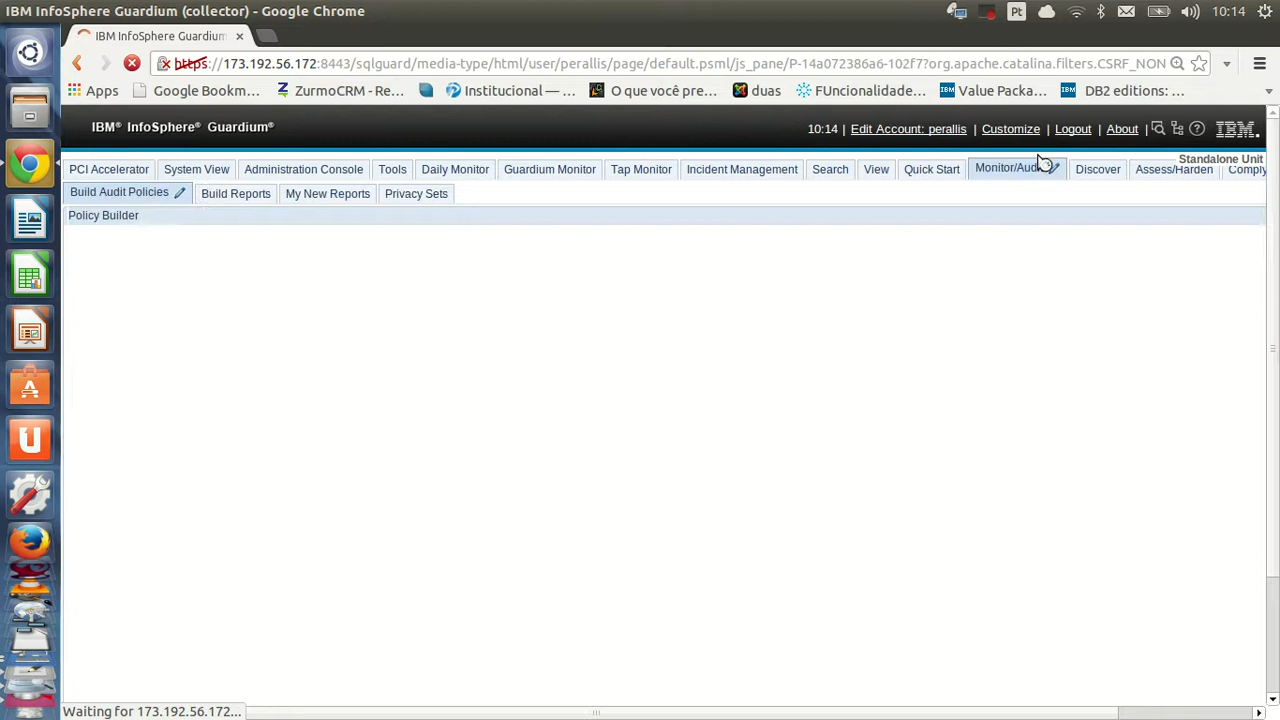 IBM InfoSphere Guardium (collector) - Google Chrome
Pt
10:14
IBM InfoSphere Guardium
https://173.192.56.172:8443/sqlguard/media-type/html/user/perallis/page/default.psml/js_pane/P-14a072386a6-102f7?org.apache.catalina.filters.CSRF_NON
Apps
Google Bookm...
ZurmoCRM - Re...
Institucional —...
O que você pre...
duas
FUncionalidade...
IBM
Value Packa...
IBM
DB2 editions: ...
IBM® InfoSphere® Guardium®
10:14 | Edit Account: perallis | Customize | Logout | About |
IBM.
Standalone Unit
PCI Accelerator
System View
Administration Console
Tools
Daily Monitor
Guardium Monitor
Tap Monitor
Incident Management
Search
View
Quick Start
Discover
Assess/Harden
Comply
Build Audit Policies
Build Reports
My New Reports
Privacy Sets
Policy Builder
Waiting for 173.192.56.172...